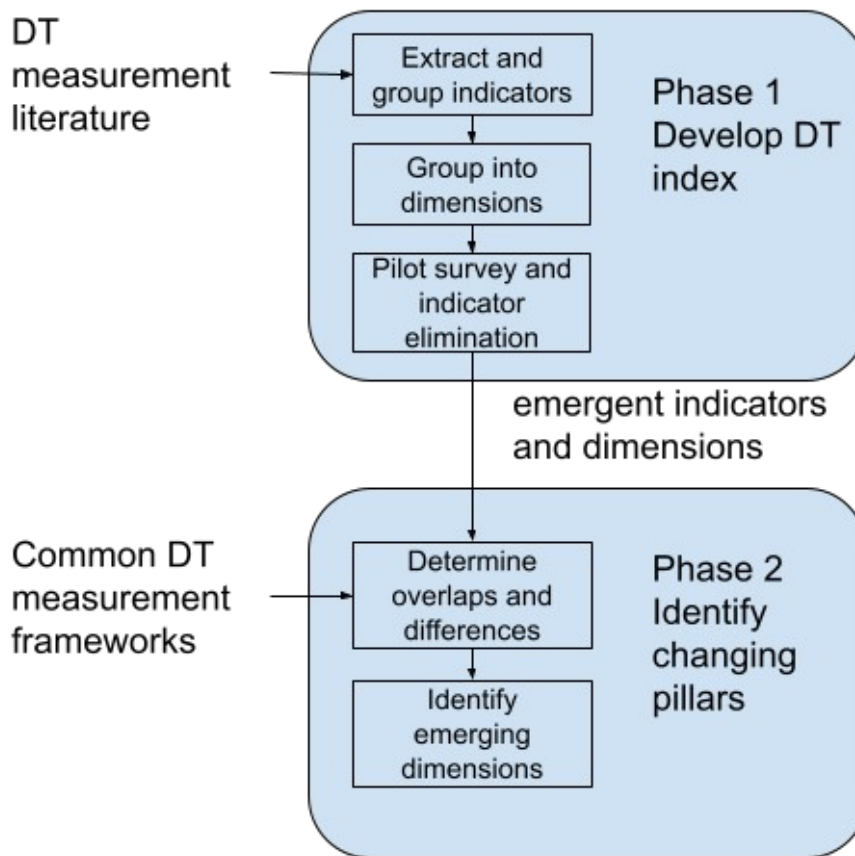 DT
measurement
literature
Extract and
group indicators
Group into
dimensions
Pilot survey and
indicator
elimination
Phase 1
Develop DT
index
emergent indicators
and dimensions
Common DT
measurement
frameworks
Determine
overlaps and
differences
Identify
emerging
dimensions
Phase 2
Identify
changing
pillars